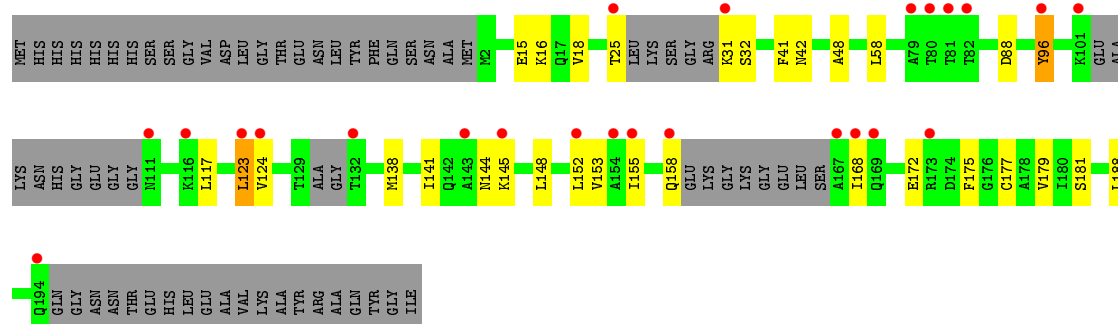 MET HIS HIS HIS HIS HIS HIS SER SER GLY VAL ASP LEU GLY THR GLU ASN LEU TYR PHE GLN SER ASN ALA MET M2 E15 K16 Q17 V18 T25 LEU LYS SER GLY ARG K31 S32 F41 N42 A48 L58 A79 T80 T81 T82 D88 Y96 K101 GLU ALA
LYS ASN HIS GLY GLU GLY GLY N111 K116 L117 L123 V124 T129 ALA GLY T132 M138 I141 Q142 A143 N144 K145 L148 L152 V153 A154 I155 Q158 GLU LYS GLY LYS GLY GLU LEU SER A167 I168 Q169 E172 R173 D174 F175 G176 C177 A178 V179 I180 S181 L188
Q194 GLN GLY ASN ASN THR GLU HIS LEU GLU ALA VAL LYS ALA TYR ARG ALA GLN TYR GLY ILE